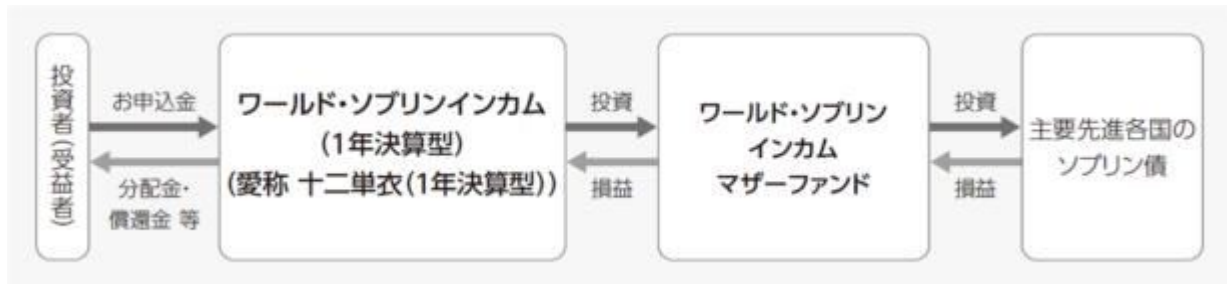 投資者(受益者)
お申込金
分配金・
償還金 等
ワールド・ソブリンインカム
(1年決算型)
(愛称 十二単衣(1年決算型))
投資
損益
ワールド・ソブリン
インカム
マザーファンド
投資
損益
主要先進各国の
ソブリン債